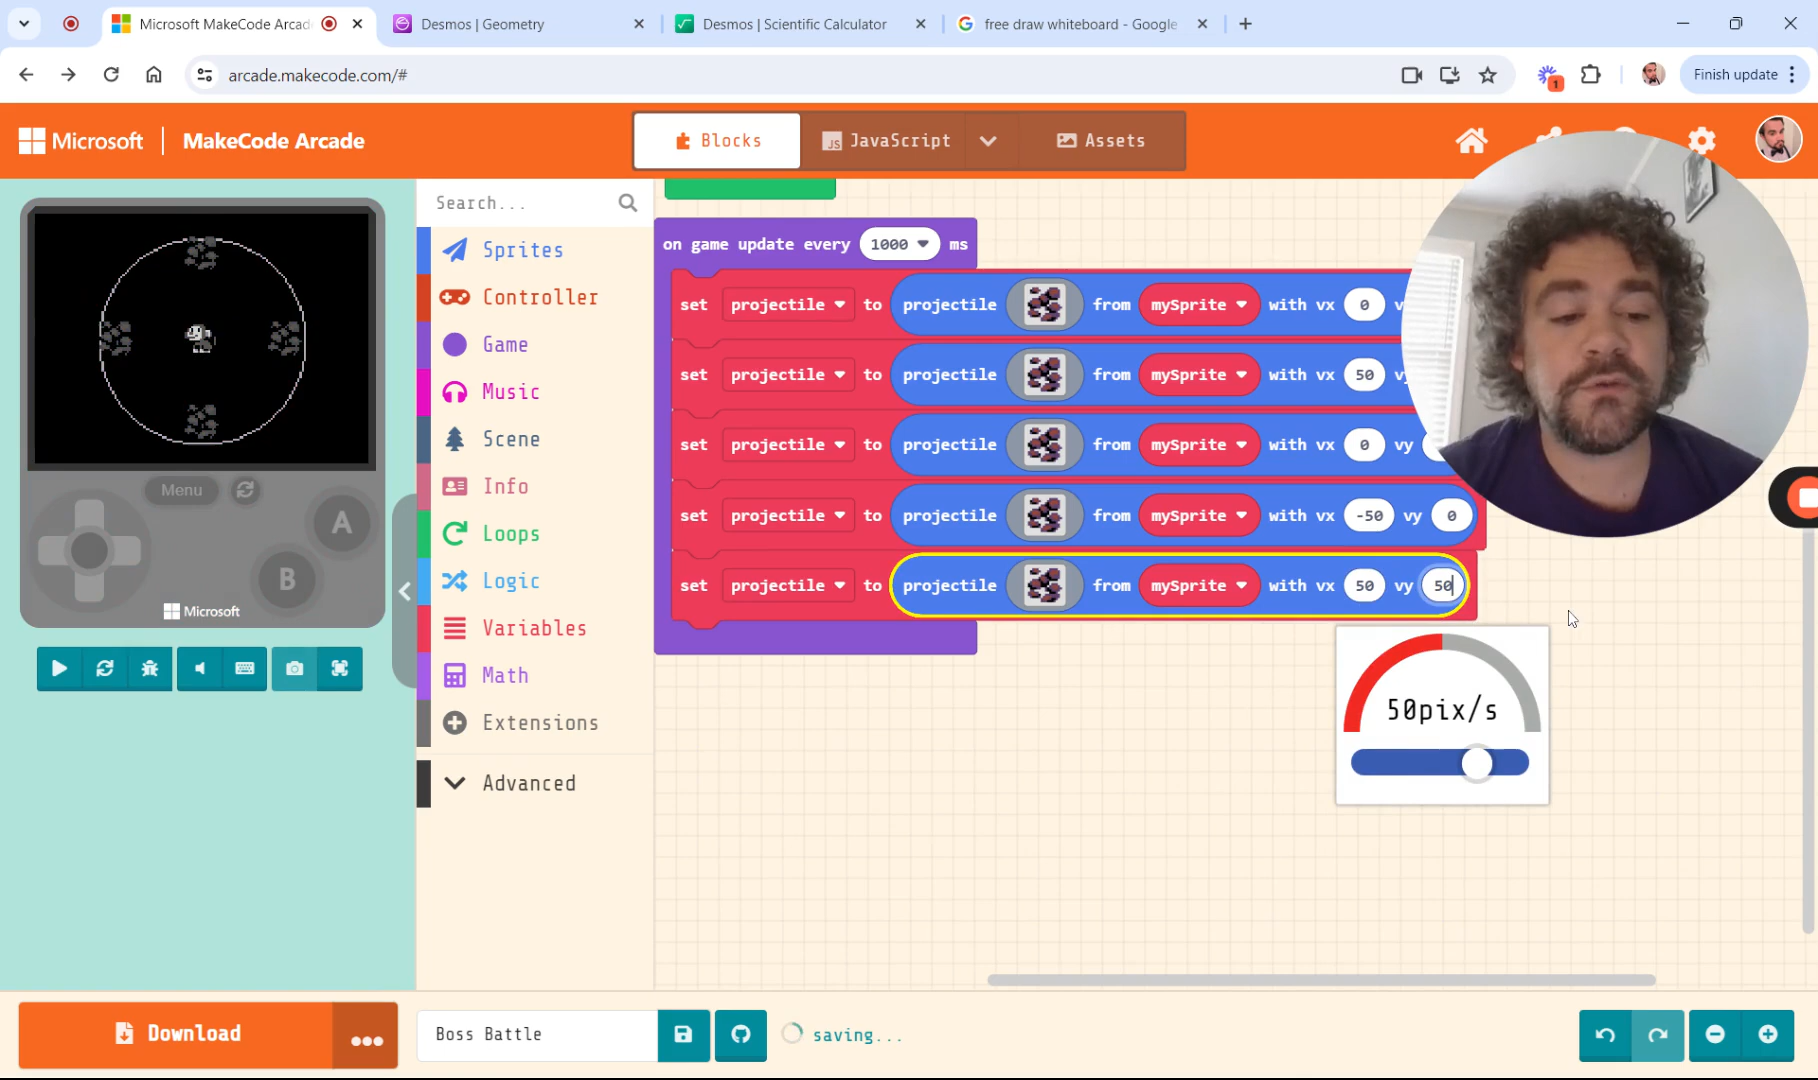 Microsoft MakeCode Arcade
Desmos | Geometry
Desmos | Scientific Calculator
free draw whiteboard - Google
arcade.makecode.com/#
1
Finish update
Microsoft
MakeCode Arcade
Blocks
JS JavaScript
Assets
Search...
Sprites
Controller
Game
Music
Scene
Info
Loops
Logic
Variables
Math
Extensions
Advanced
Menu
A
B
Microsoft
on game update every 1000 ms
set projectile to projectile from mySprite with vx 0
set projectile to projectile from mySprite with vx 50
set projectile to projectile from mySprite with vx 0 vy
set projectile to projectile from mySprite with vx -50 vy 0
set projectile to projectile from mySprite with vx 50 vy 50
50pix/s
Download
Boss Battle
saving...